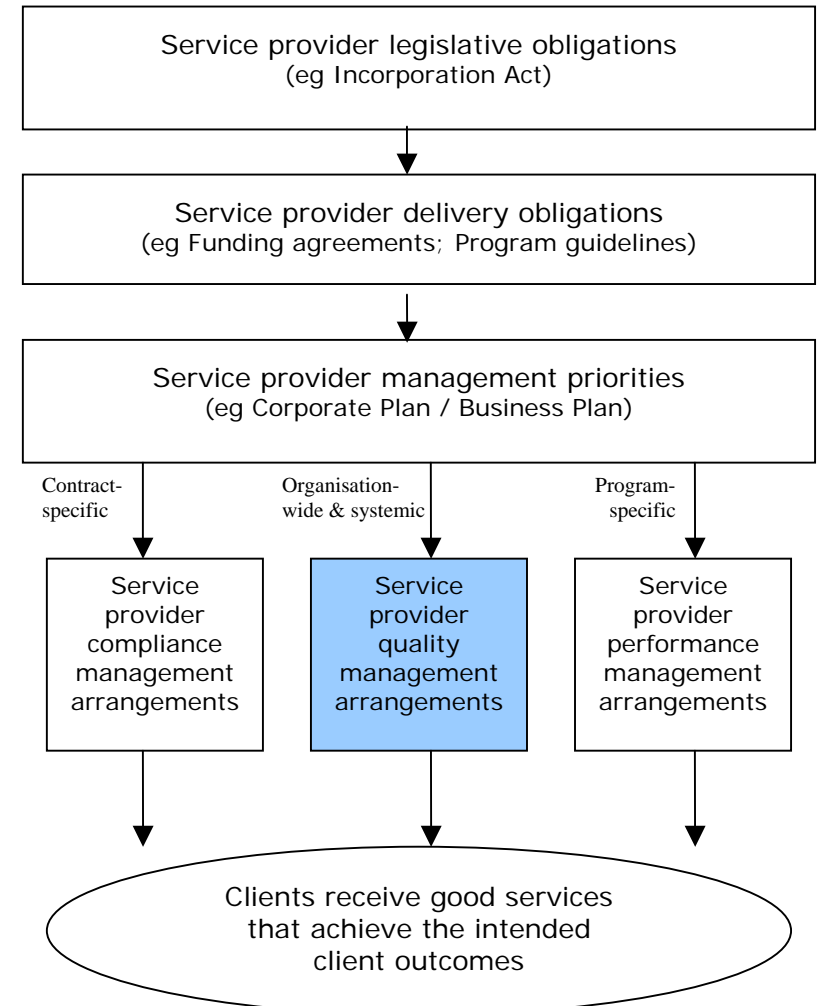 Service provider legislative obligations
(eg Incorporation Act)
Service provider delivery obligations
(eg Funding agreements; Program guidelines)
Service provider management priorities
(eg Corporate Plan / Business Plan)
Contract-
specific
Organisation-
wide & systemic
Program-
specific
Service
provider
compliance
management
arrangements
Service
provider
quality
management
arrangements
Service
provider
performance
management
arrangements
Clients receive good services
that achieve the intended
client outcomes